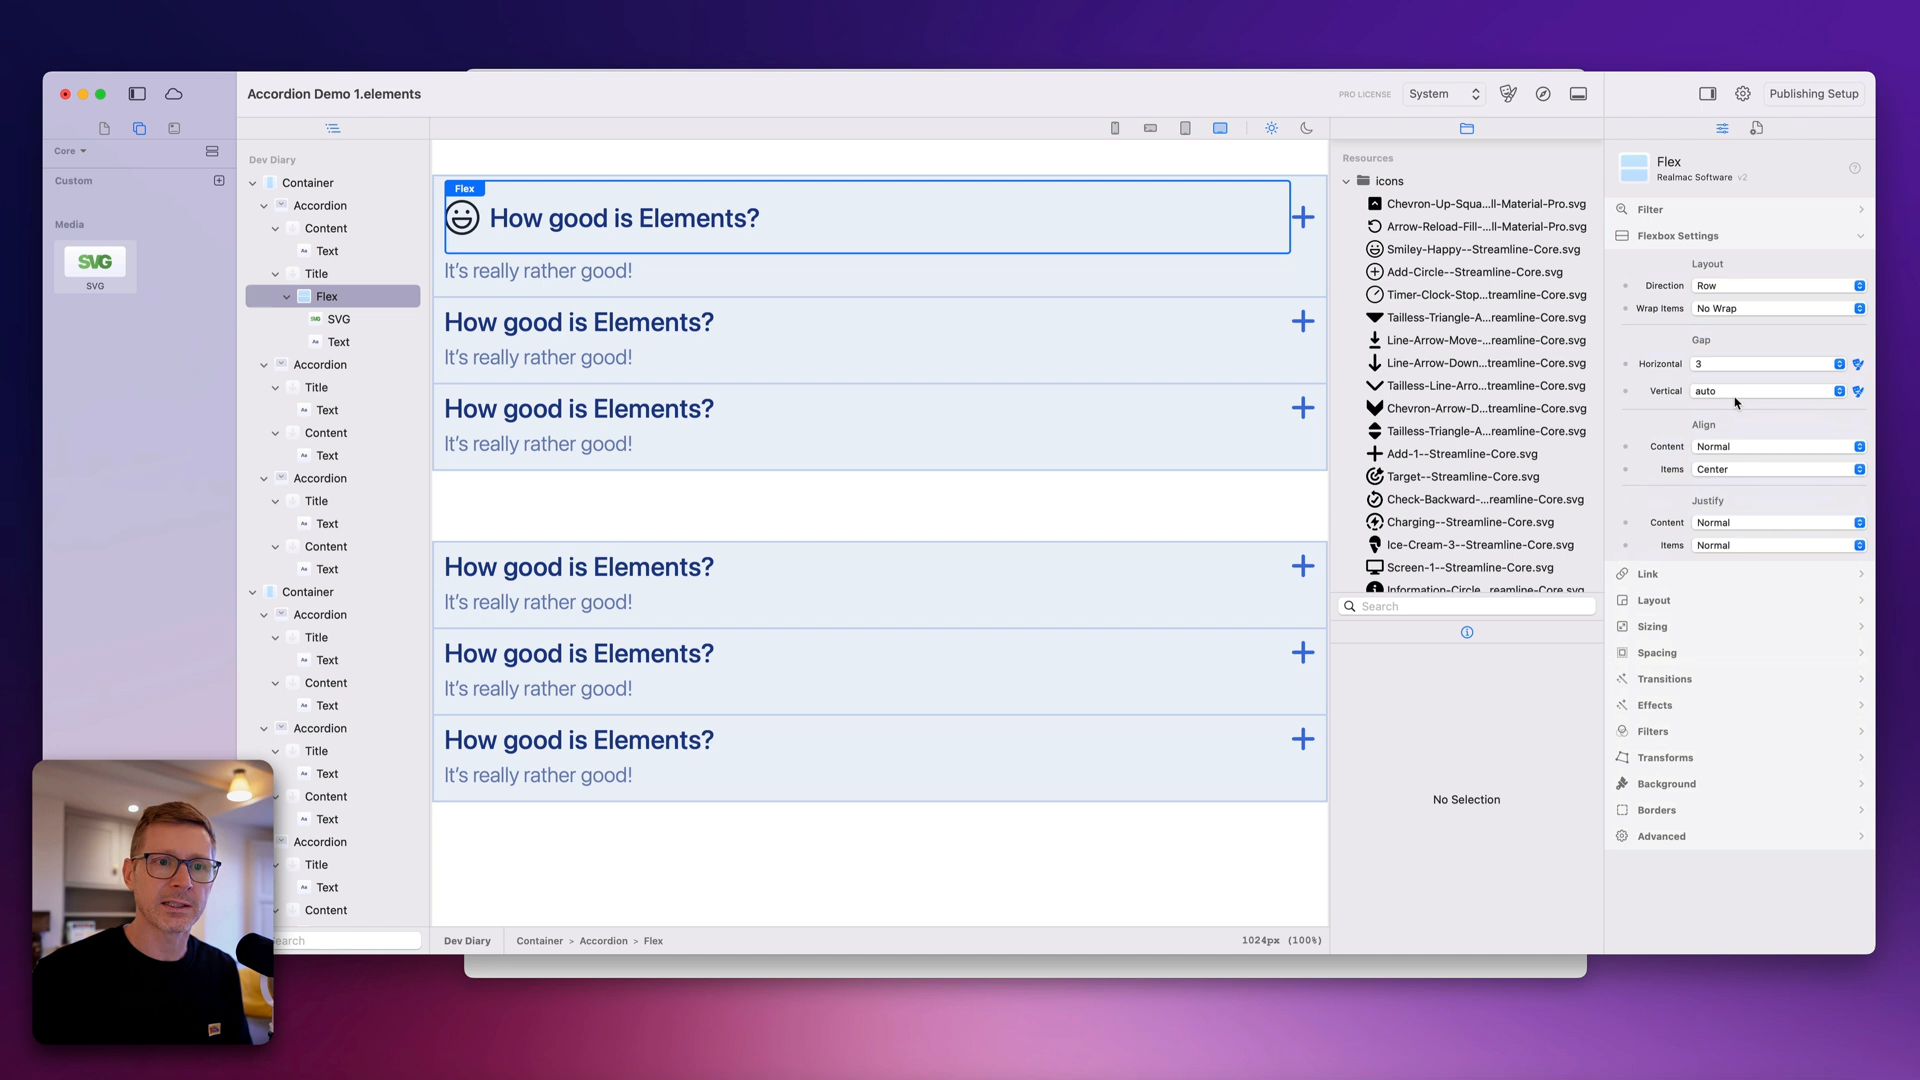 Accordion Demo 1.elements
PRO LICENSE
System
Publishing Setup
Core
Custom
Media
SVG
SVG
Dev Diary
Container
Accordion
Content
Text
Title
Flex
SVG
Text
Accordion
Title
Text
Content
Text
Accordion
Title
Text
Content
Text
Container
Accordion
Title
Text
Content
Text
Accordion
Title
Text
Content
Text
Accordion
Title
Text
Content
earch
Flex
How good is Elements?
It's really rather good!
How good is Elements?
It's really rather good!
How good is Elements?
It's really rather good!
How good is Elements?
It's really rather good!
How good is Elements?
It's really rather good!
How good is Elements?
It's really rather good!
Dev Diary
Container > Accordion > Flex
1024px (100%)
Resources
icons
Chevron-Up-Squa...ll-Material-Pro.svg
Arrow-Reload-Fill-...ll-Material-Pro.svg
Smiley-Happy--Streamline-Core.svg
Add-Circle--Streamline-Core.svg
Timer-Clock-Stop...treamline-Core.svg
Tailless-Triangle-A...reamline-Core.svg
Line-Arrow-Move-...reamline-Core.svg
Line-Arrow-Down...treamline-Core.svg
Tailless-Line-Arro...treamline-Core.svg
Chevron-Arrow-D...treamline-Core.svg
Tailless-Triangle-A...reamline-Core.svg
Add-1--Streamline-Core.svg
Target--Streamline-Core.svg
Check-Backward-...reamline-Core.svg
Charging--Streamline-Core.svg
Ice-Cream-3--Streamline-Core.svg
Screen-1--Streamline-Core.svg
Information-Circle...reamline-Core.svg
Search
No Selection
Flex
Realmac Software v2
Filter
Flexbox Settings
Layout
Direction Row
Wrap Items No Wrap
Gap
Horizontal 3
Vertical auto
Align
Content Normal
Items Center
Justify
Content Normal
Items Normal
Link
Layout
Sizing
Spacing
Transitions
Effects
Filters
Transforms
Background
Borders
Advanced